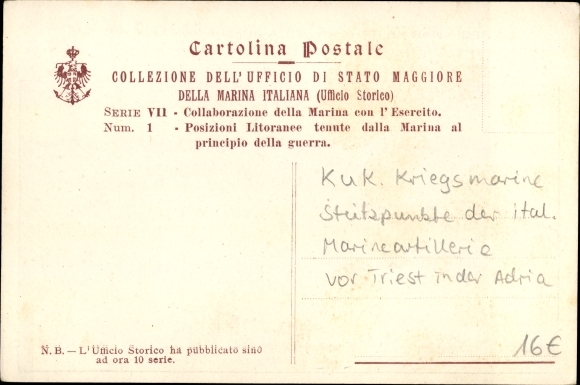 Cartolina Postale
COLLEZIONE DELL'UFFICIO DI STATO MAGGIORE
DELLA MARINA ITALIANA (Ufficio Storico)
SERIE VII - Collaborazione della Marina con l'Esercito.
Num. 1 - Posizioni Litoranee tenute dalla Marina al
principio della guerra.
KuK. Kriegsmarine
Stützpunkte der ital.
Marineartillerie
vor Triest in der Adria
16€
N. B. — L'Ufficio Storico ha pubblicato sino
ad ora 10 serie.